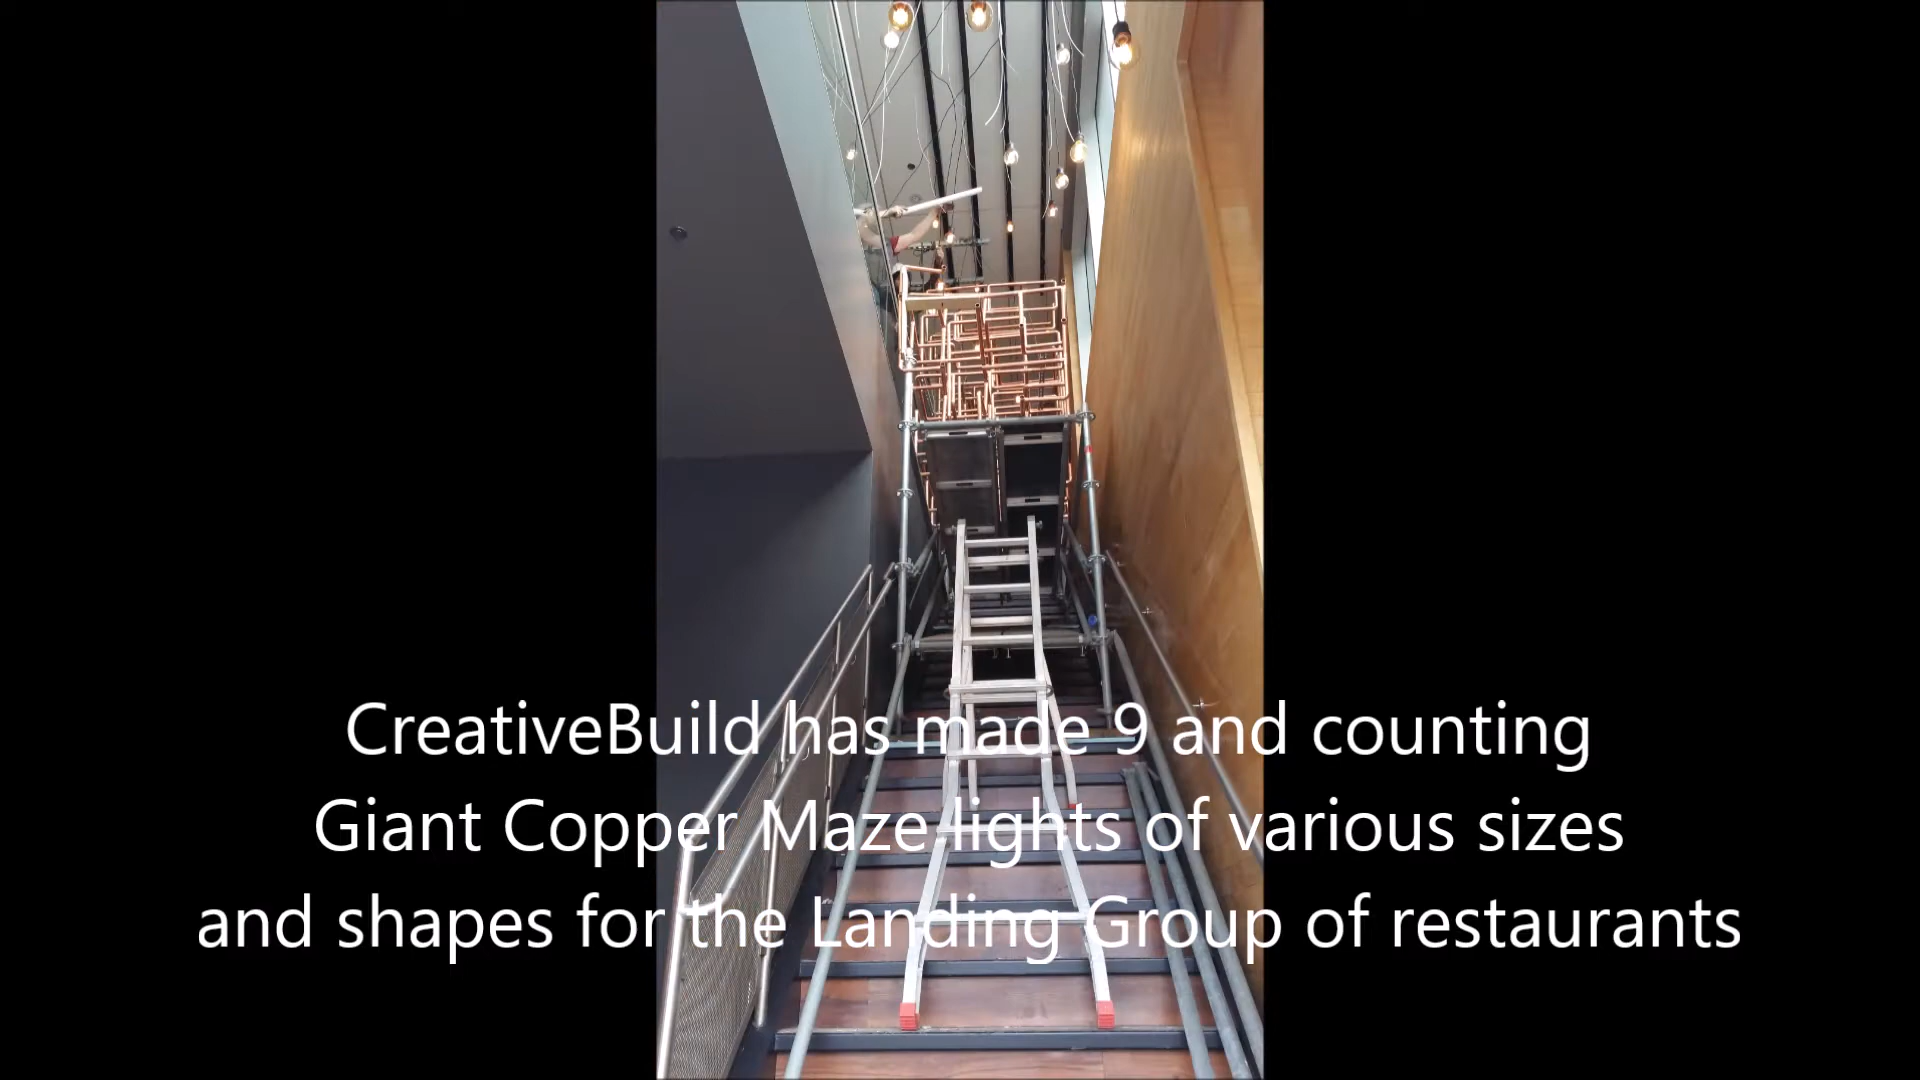 CreativeBuild has made 9 and counting
Giant Copper Maze lights of various sizes
and shapes for the Landing Group of restaurants